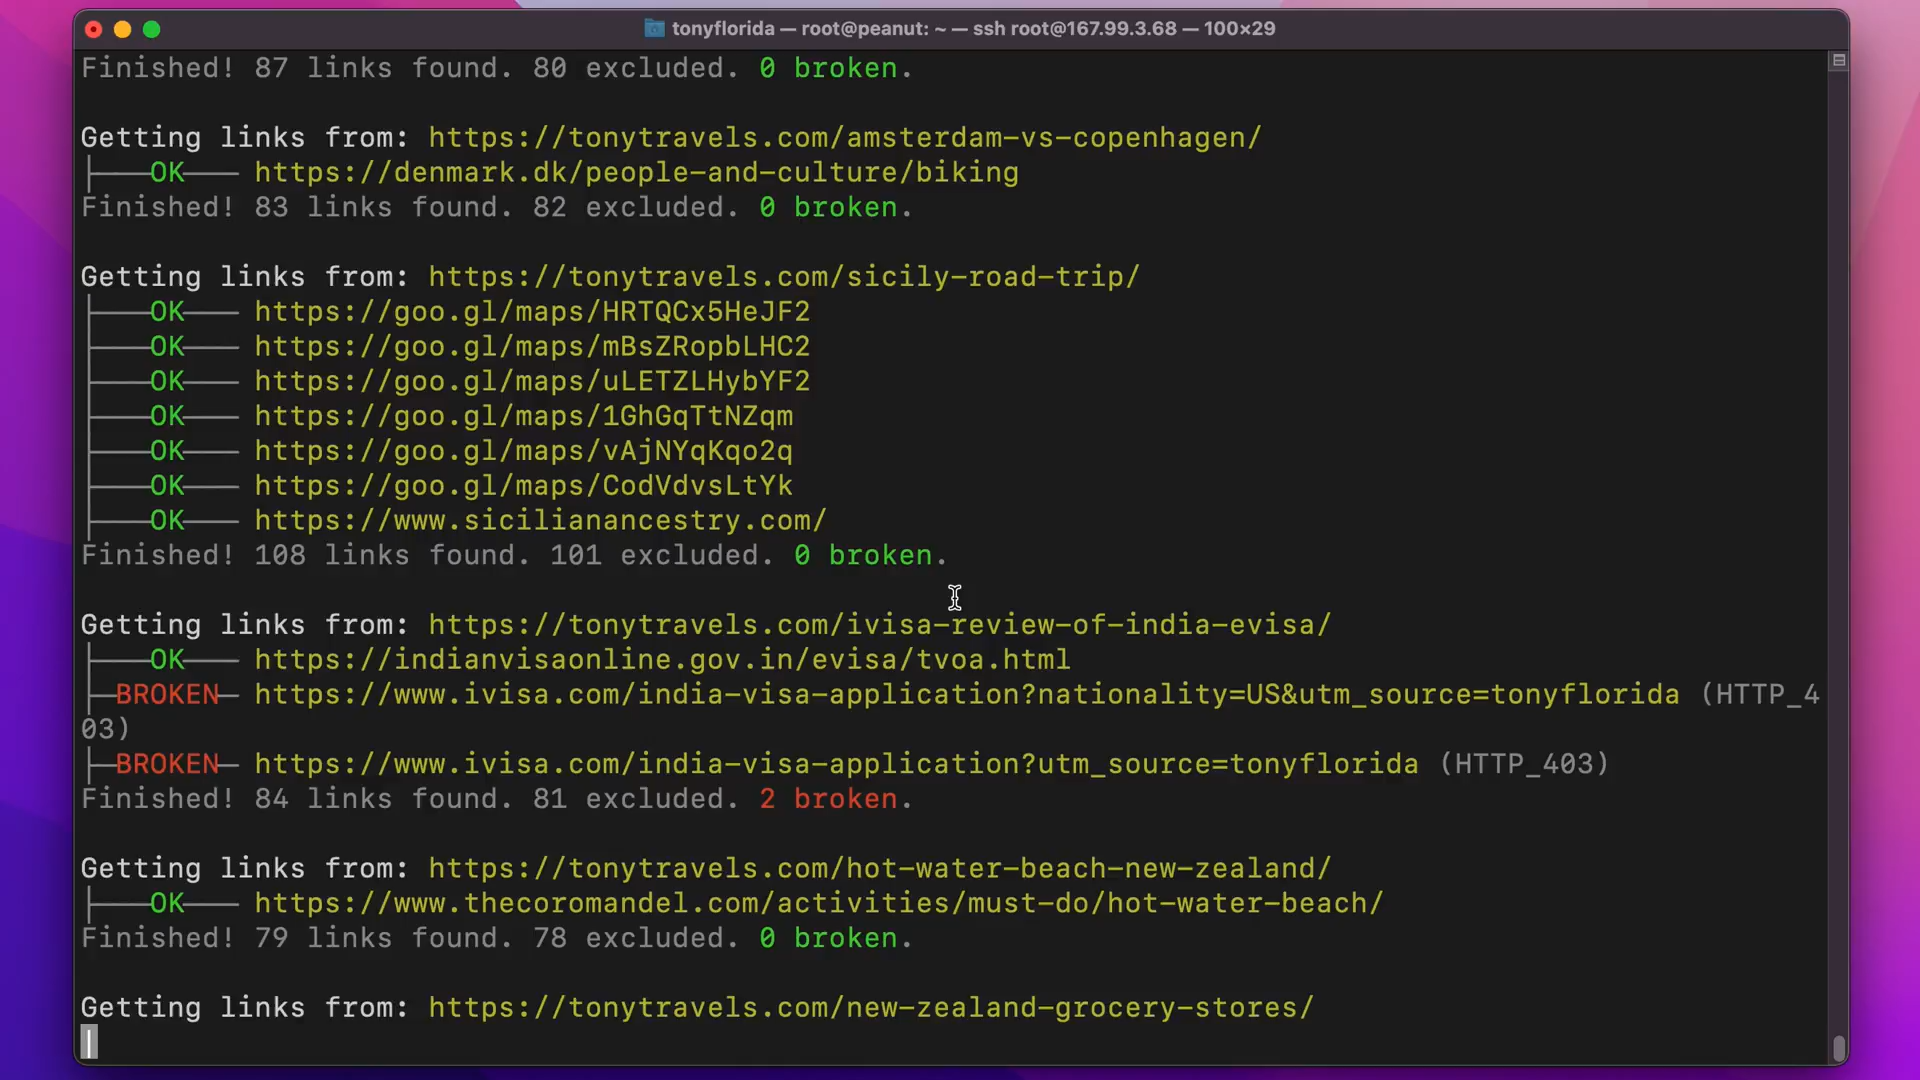 tonyflorida — root@peanut: ~ — ssh root@167.99.3.68 — 100×29
Finished! 87 links found. 80 excluded. 0 broken.
Getting links from: https://tonytravels.com/amsterdam-vs-copenhagen/
├───OK─── https://denmark.dk/people-and-culture/biking
Finished! 83 links found. 82 excluded. 0 broken.
Getting links from: https://tonytravels.com/sicily-road-trip/
├───OK─── https://goo.gl/maps/HRTQCx5HeJF2
├───OK─── https://goo.gl/maps/mBsZRopbLHC2
├───OK─── https://goo.gl/maps/uLETZLHybYF2
├───OK─── https://goo.gl/maps/1GhGqTtNZqm
├───OK─── https://goo.gl/maps/vAjNYqKqo2q
├───OK─── https://goo.gl/maps/CodVdvsLtYk
├───OK─── https://www.sicilianancestry.com/
Finished! 108 links found. 101 excluded. 0 broken.
Getting links from: https://tonytravels.com/ivisa-review-of-india-evisa/
├───OK─── https://indianvisaonline.gov.in/evisa/tvoa.html
├─BROKEN─ https://www.ivisa.com/india-visa-application?nationality=US&utm_source=tonyflorida (HTTP_4
03)
├─BROKEN─ https://www.ivisa.com/india-visa-application?utm_source=tonyflorida (HTTP_403)
Finished! 84 links found. 81 excluded. 2 broken.
Getting links from: https://tonytravels.com/hot-water-beach-new-zealand/
├───OK─── https://www.thecoromandel.com/activities/must-do/hot-water-beach/
Finished! 79 links found. 78 excluded. 0 broken.
Getting links from: https://tonytravels.com/new-zealand-grocery-stores/